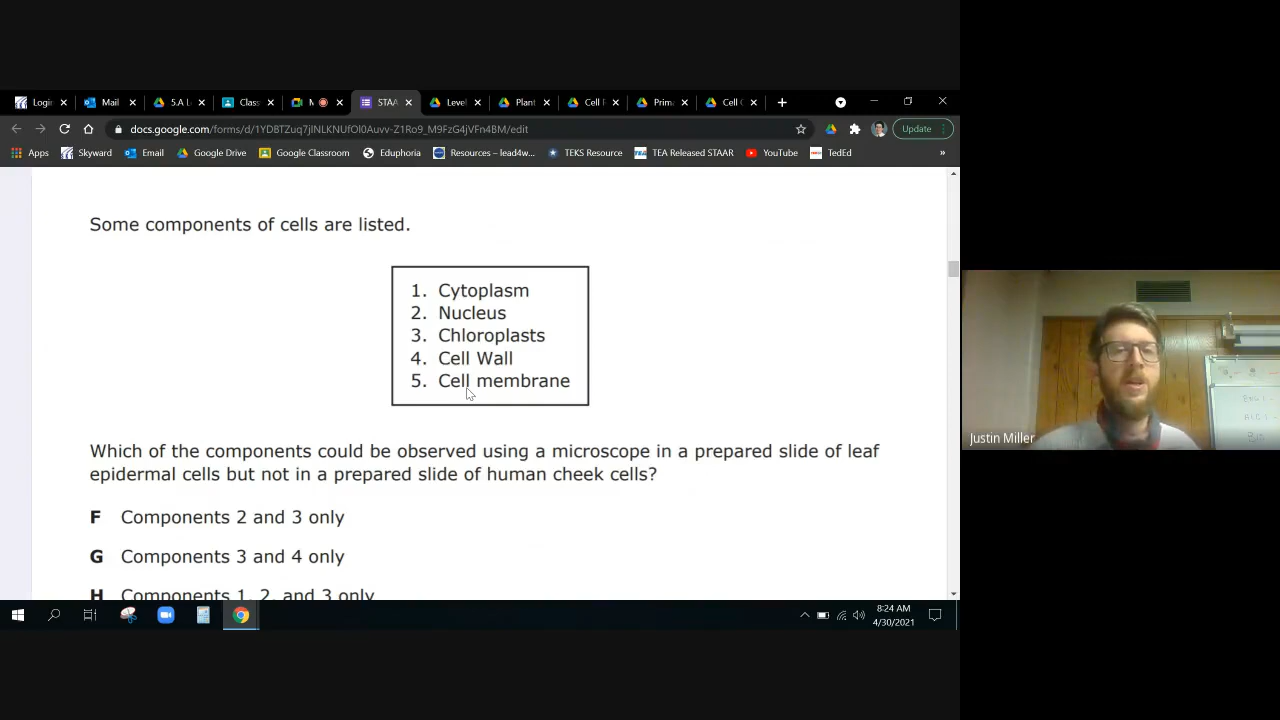 Login
Mail
5.A L
Class
M
STAA
Level
Plant
Cell F
Prima
Cell C
docs.google.com/forms/d/1YDBTZuq7jINLKNUfOl0Auvv-Z1Ro9_M9FzG4jVFn4BM/edit
Update
Apps
Skyward
Email
Google Drive
Google Classroom
Eduphoria
Resources – lead4w...
TEKS Resource
TEA Released STAAR
YouTube
TedEd
»
Some components of cells are listed.
1. Cytoplasm
2. Nucleus
3. Chloroplasts
4. Cell Wall
5. Cell membrane
Which of the components could be observed using a microscope in a prepared slide of leaf
epidermal cells but not in a prepared slide of human cheek cells?
F Components 2 and 3 only
G Components 3 and 4 only
H Components 1, 2, and 3 only
Justin Miller
8:24 AM
4/30/2021